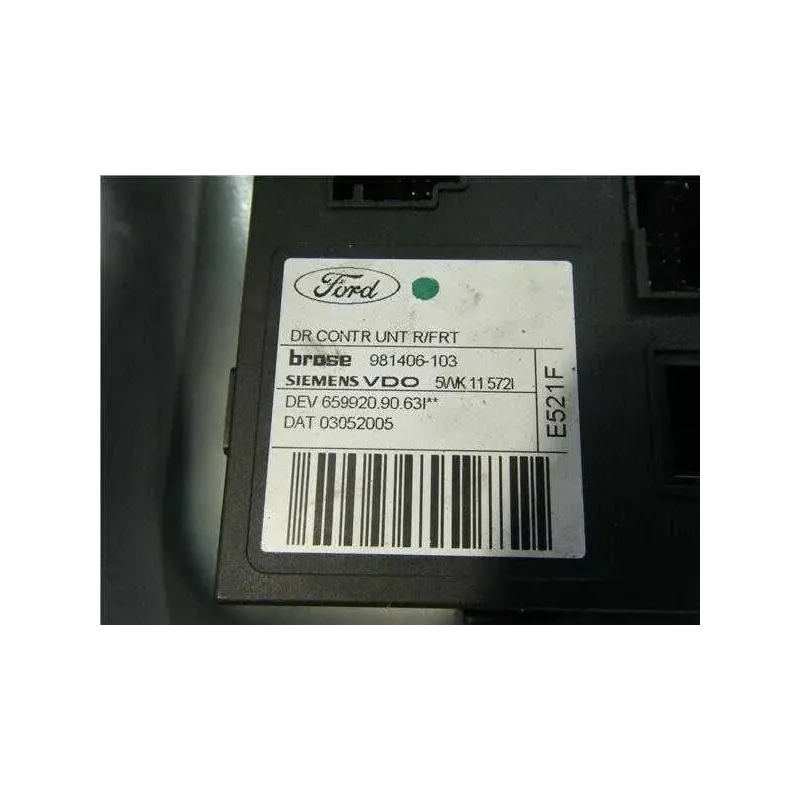 Ford
DR CONTR UNT R/FRT
brose 981406-103
SIEMENS VDO 5WK 11 572I
DEV 659920.90.63I**
DAT 03052005
E521F